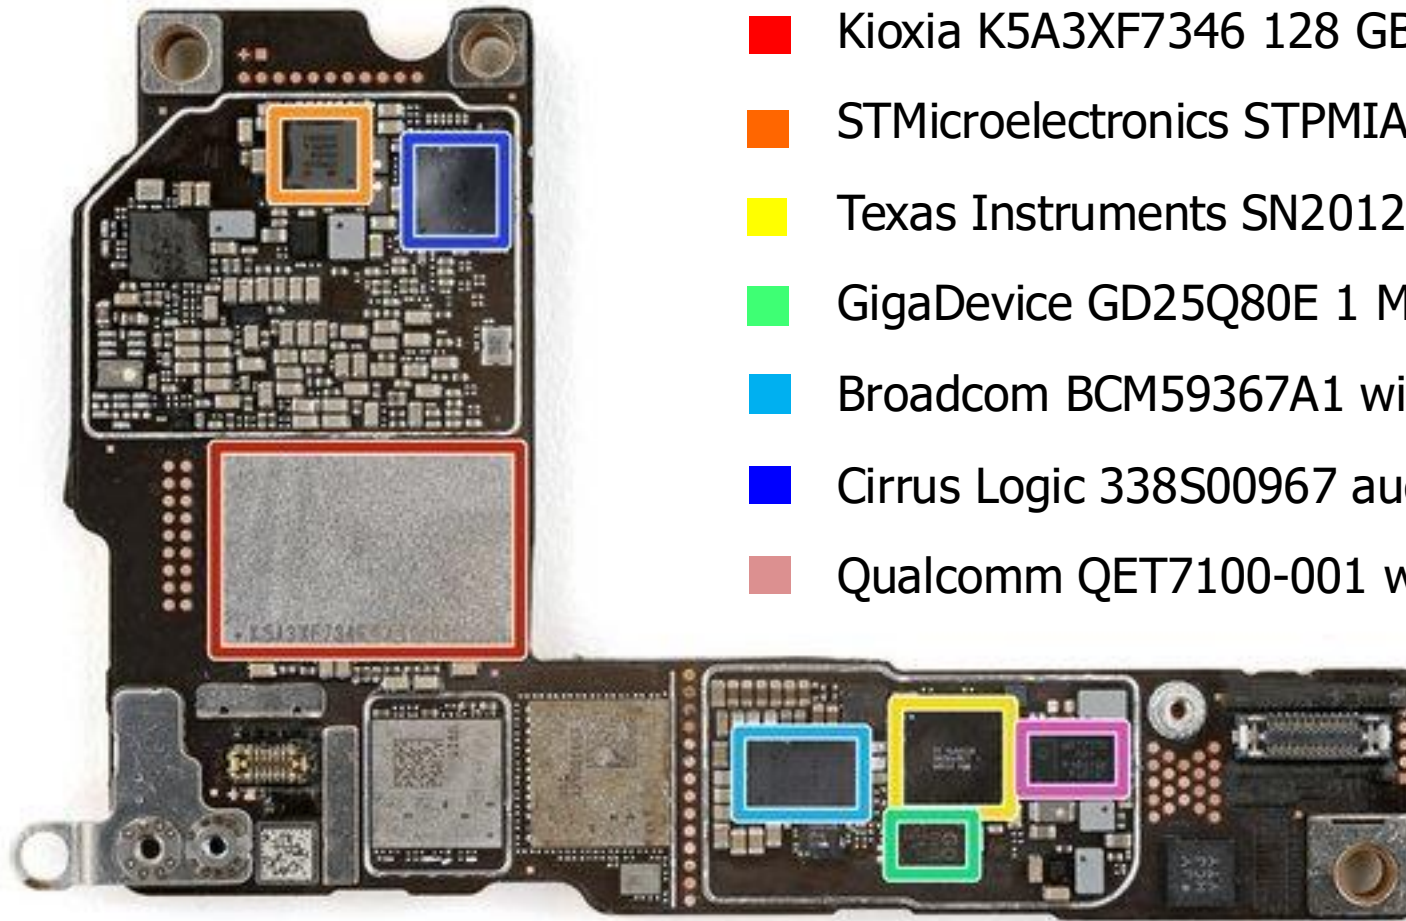 Kioxia K5A3XF7346 128 GB
STMicroelectronics STPMIA
Texas Instruments SN2012
GigaDevice GD25Q80E 1 M
Broadcom BCM59367A1 wi
Cirrus Logic 338S00967 au
Qualcomm QET7100-001 w
K5A3XF7346